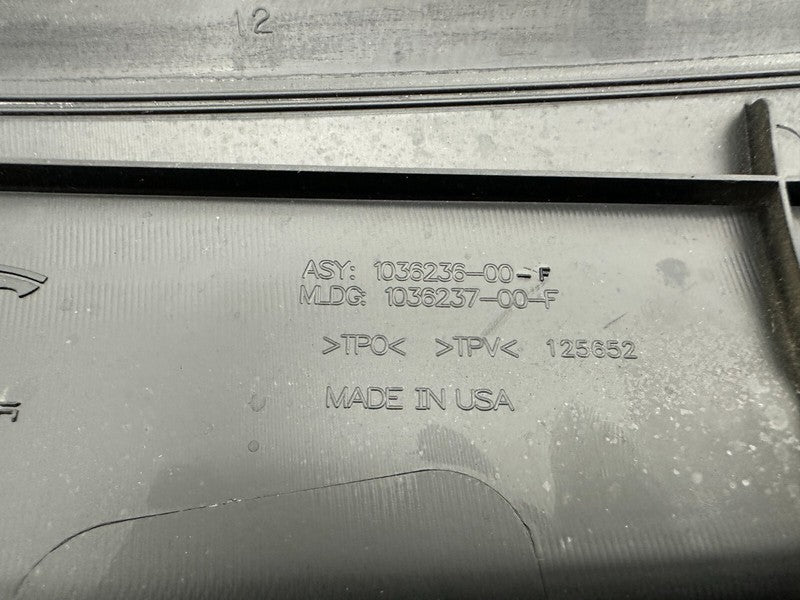 12
ASY: 1036236-00-F
MLDG: 1036237-00-F
>TPO< >TPV< 125652
MADE IN USA